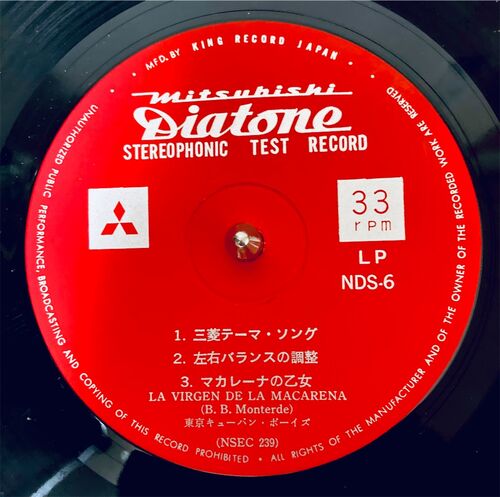 MFD. BY KING RECORD JAPAN
mitsubishi
Diatone
STEREOPHONIC TEST RECORD
33
rpm
LP
NDS-6
1. 三菱テーマ・ソング
2. 左右バランスの調整
3. マカレーナの乙女
LA VIRGEN DE LA MACARENA
(B. B. Monterde)
東京キューバン・ボーイズ
(NSEC 239)
UNAUTHORIZED PUBLIC PERFORMANCE, BROADCASTING AND COPYING OF THIS RECORD PROHIBITED • ALL RIGHTS OF THE MANUFACTURER AND OF THE OWNER OF THE RECORDED WORK ARE RESERVED